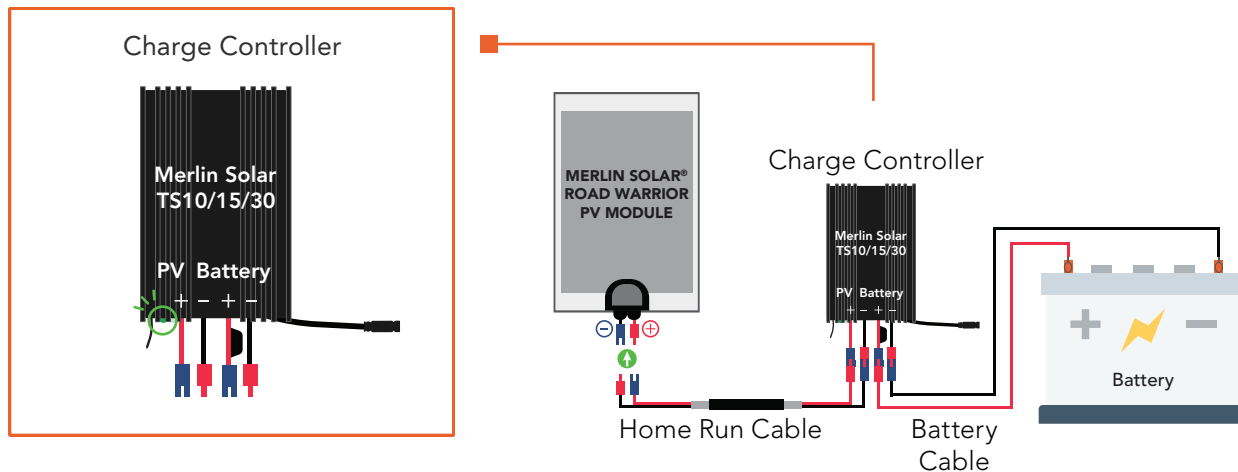 Charge Controller
Merlin Solar
TS10/15/30
PV Battery
+ − + −
MERLIN SOLAR®
ROAD WARRIOR
PV MODULE
− +
Charge Controller
Merlin Solar
TS10/15/30
PV Battery
+ − + −
+ −
Battery
Home Run Cable
Battery
Cable